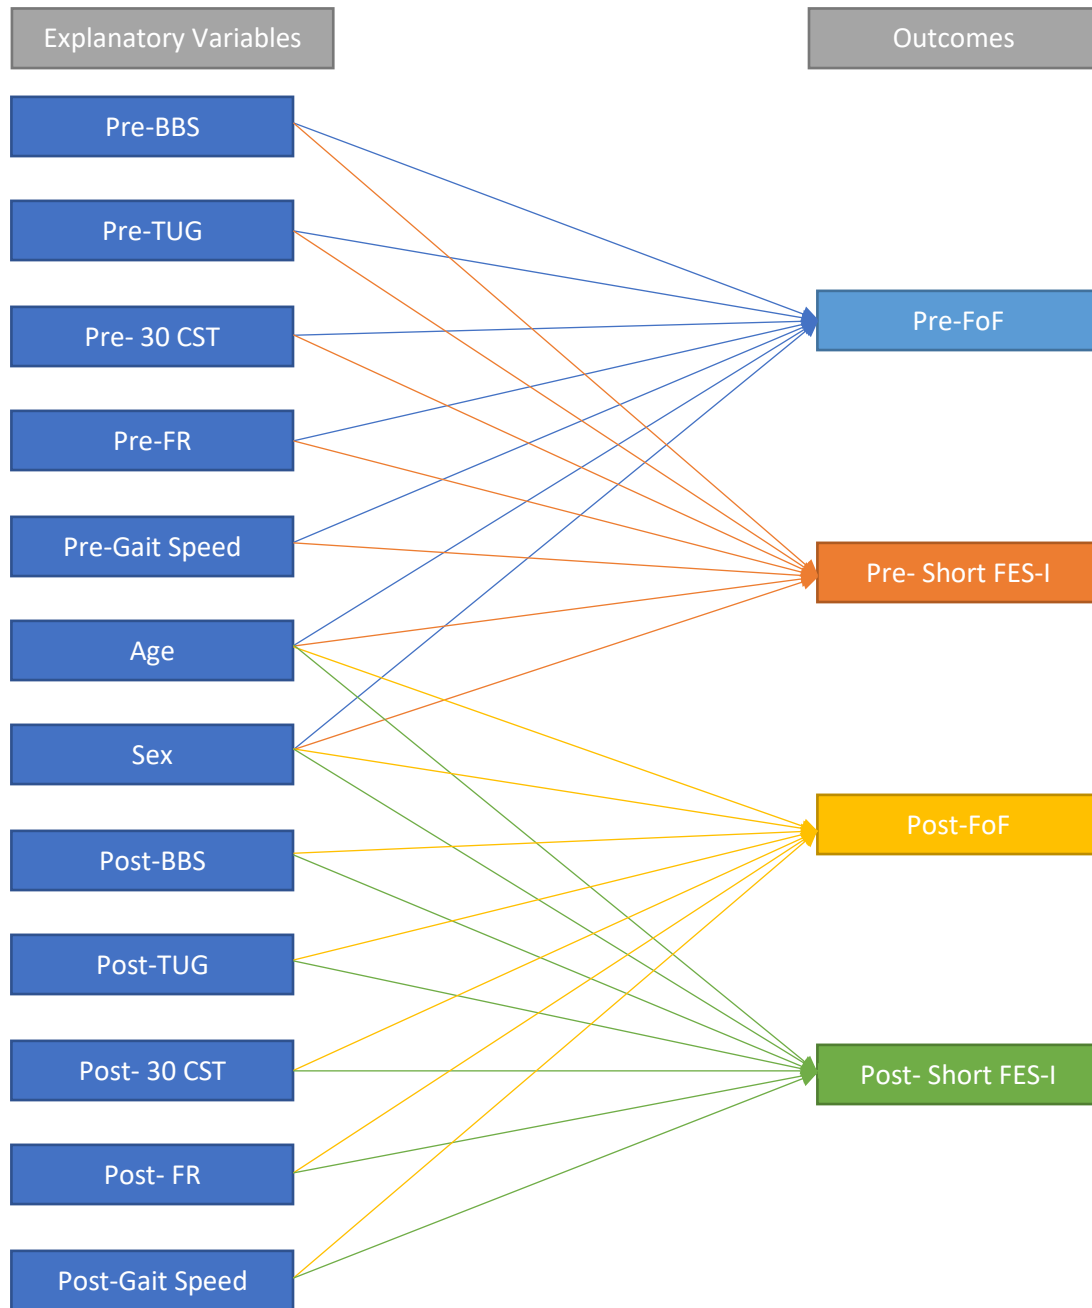 Explanatory Variables
Outcomes
Pre-BBS
Pre-TUG
Pre- 30 CST
Pre-FR
Pre-Gait Speed
Age
Sex
Post-BBS
Post-TUG
Post- 30 CST
Post- FR
Post-Gait Speed
Pre-FoF
Pre- Short FES-I
Post-FoF
Post- Short FES-I